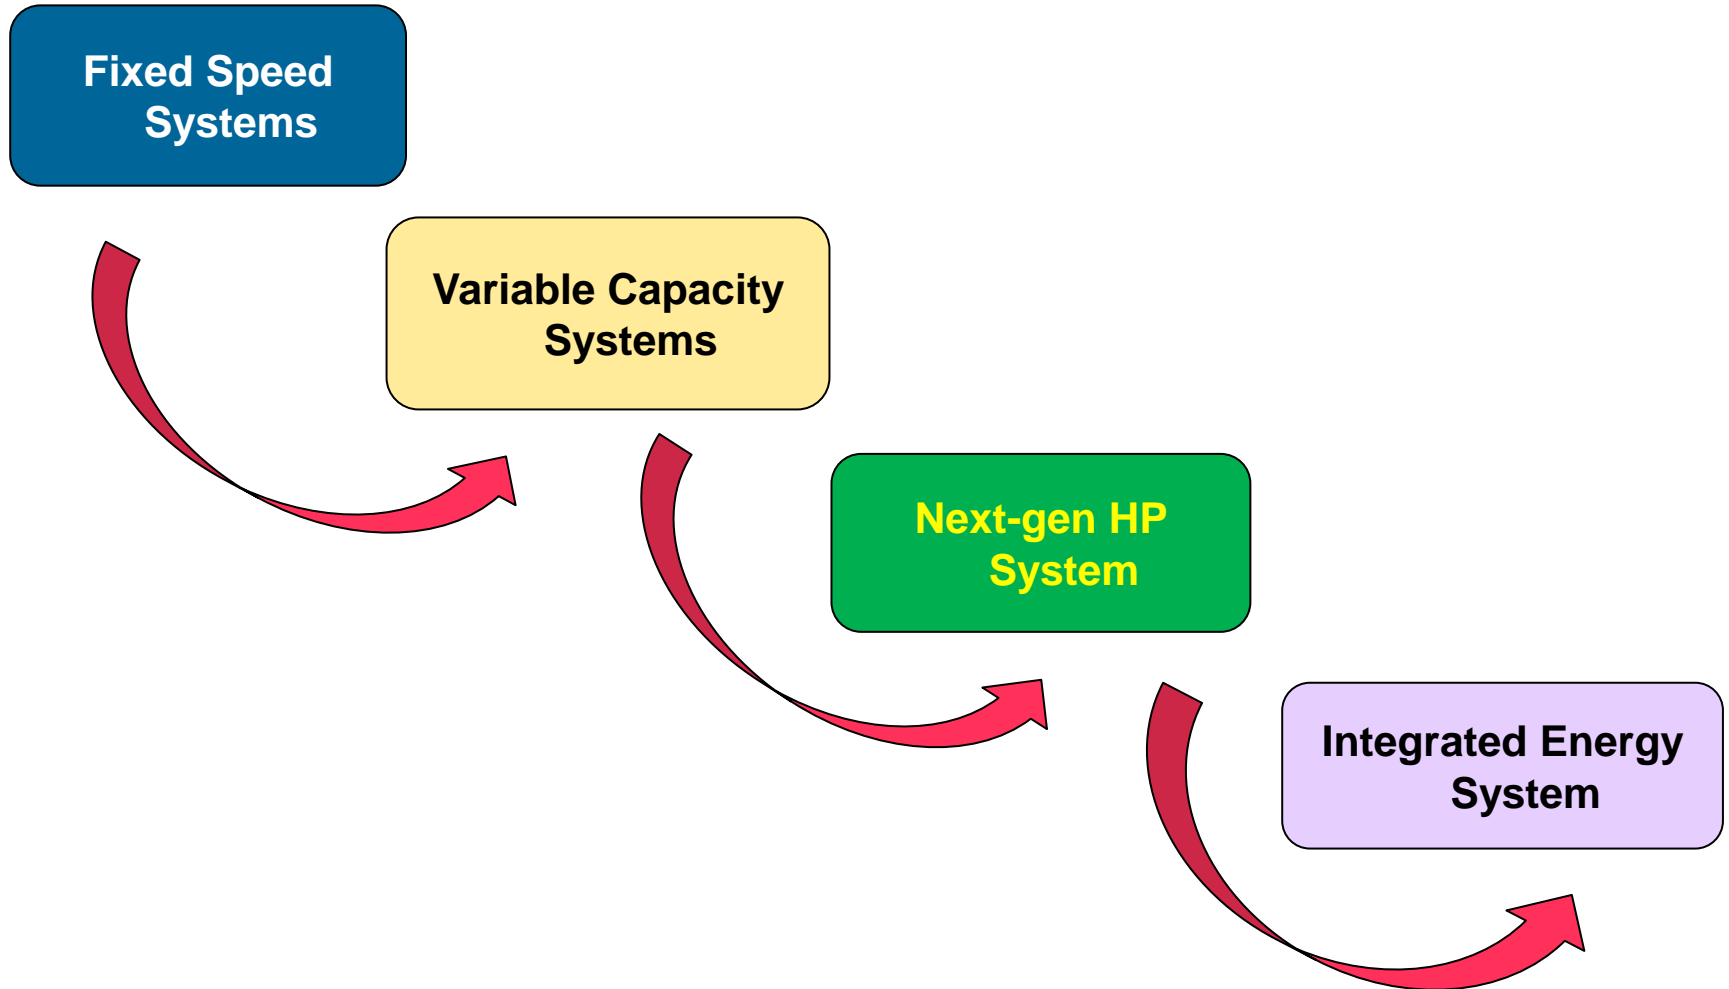 Fixed Speed
Systems
Variable Capacity
Systems
Next-gen HP
System
Integrated Energy
System